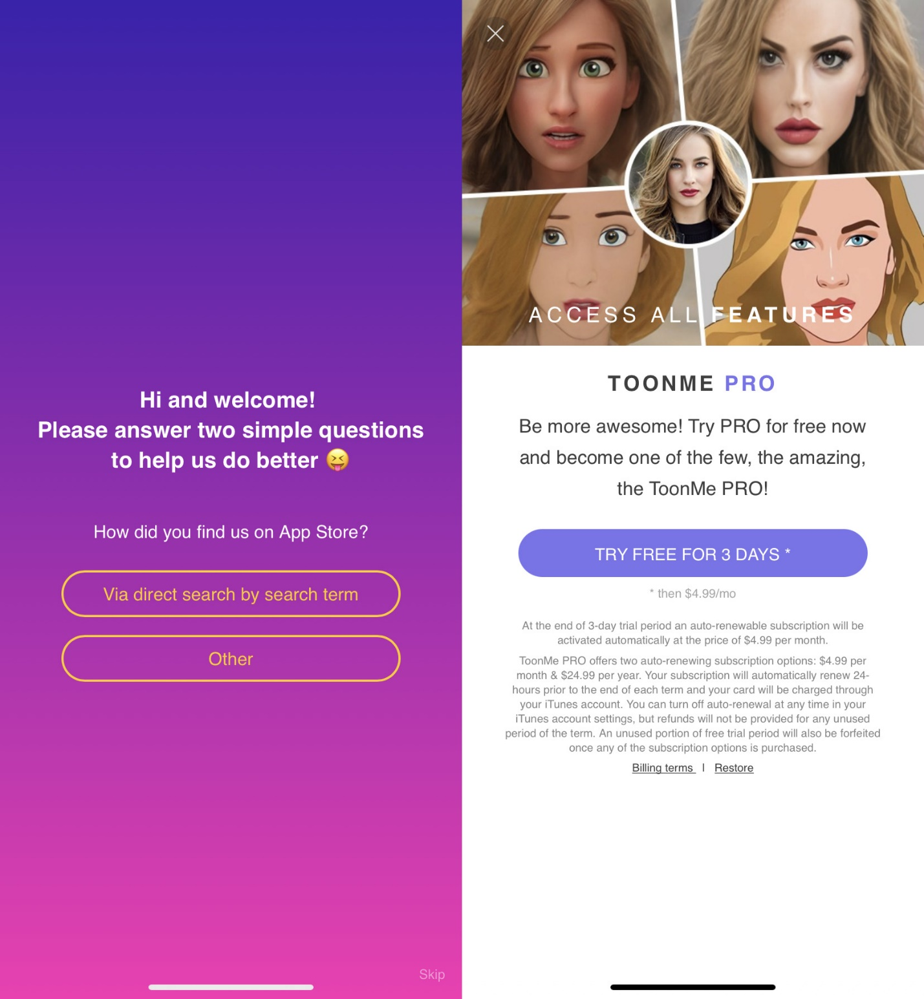 Hi and welcome!
Please answer two simple questions
to help us do better 😝
How did you find us on App Store?
Via direct search by search term
Other
Skip
ACCESS ALL FEATURES
TOONME PRO
Be more awesome! Try PRO for free now
and become one of the few, the amazing,
the ToonMe PRO!
TRY FREE FOR 3 DAYS *
* then $4.99/mo
At the end of 3-day trial period an auto-renewable subscription will be
activated automatically at the price of $4.99 per month.
ToonMe PRO offers two auto-renewing subscription options: $4.99 per
month & $24.99 per year. Your subscription will automatically renew 24-
hours prior to the end of each term and your card will be charged through
your iTunes account. You can turn off auto-renewal at any time in your
iTunes account settings, but refunds will not be provided for any unused
period of the term. An unused portion of free trial period will also be forfeited
once any of the subscription options is purchased.
Billing terms | Restore